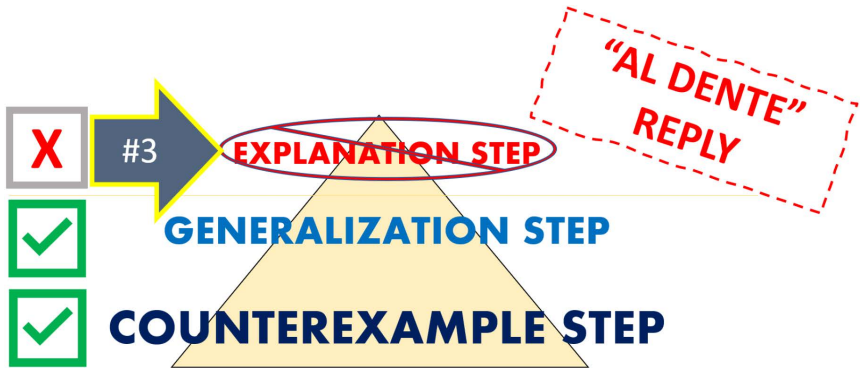 "AL DENTE"
REPLY
X
#3
EXPLANATION STEP
GENERALIZATION STEP
COUNTEREXAMPLE STEP